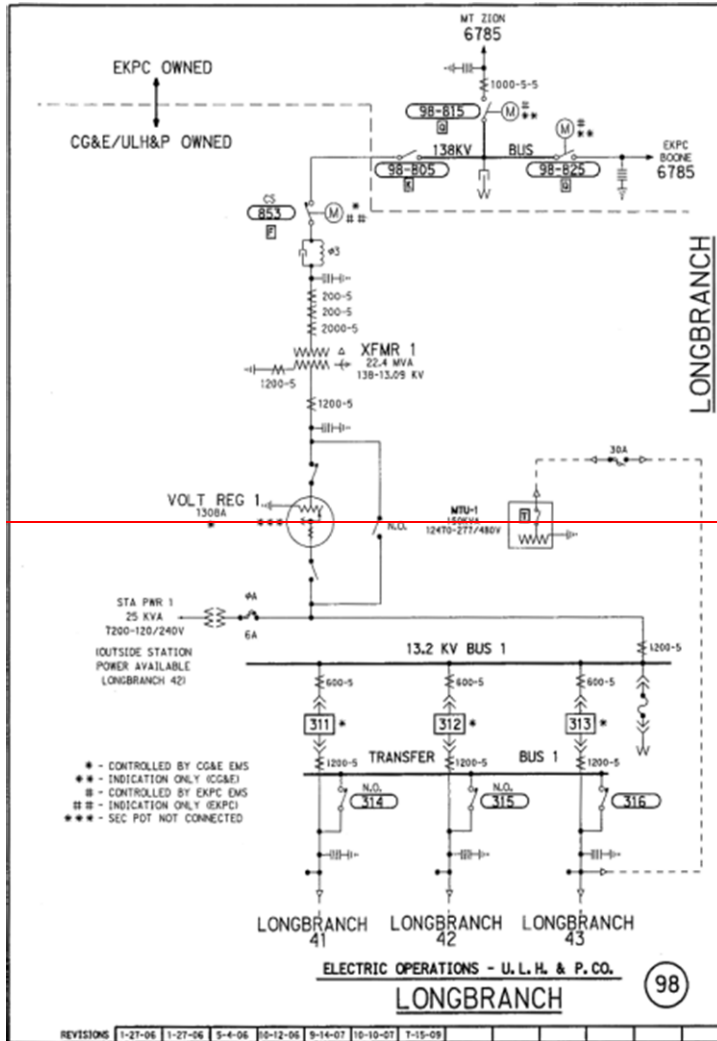 MT ZION
6785
EKPC OWNED
1000-5-5
98-815
M
#
**
Q
M
#
**
CG&E/ULH&P OWNED
138KV BUS
EKPC
BOONE
6785
98-805
K
98-825
Q
CS
853
M
*
##
F
LONGBRANCH
200-5
200-5
2000-5
XFMR 1
22.4 MVA
138-13.09 KV
1200-5
1200-5
30A
VOLT REG 1
1308A
*
N.O.
MTU-1
150KVA
12470-277/480V
T
STA PWR 1
25 KVA
7200-120/240V
6A
(OUTSIDE STATION
POWER AVAILABLE
LONGBRANCH 42)
13.2 KV BUS 1
1200-5
600-5
600-5
600-5
311 *
312 *
313 *
1200-5
TRANSFER
1200-5
BUS 1
1200-5
* - CONTROLLED BY CG&E EMS
** - INDICATION ONLY (CG&E)
# - CONTROLLED BY EKPC EMS
## - INDICATION ONLY (EKPC)
*** - SEC POT NOT CONNECTED
N.O.
314
N.O.
315
316
LONGBRANCH
41
LONGBRANCH
42
LONGBRANCH
43
ELECTRIC OPERATIONS - U.L.H. & P.CO.
LONGBRANCH
98
REVISIONS 1-27-06 1-27-06 5-4-06 10-12-06 9-14-07 10-10-07 7-15-09